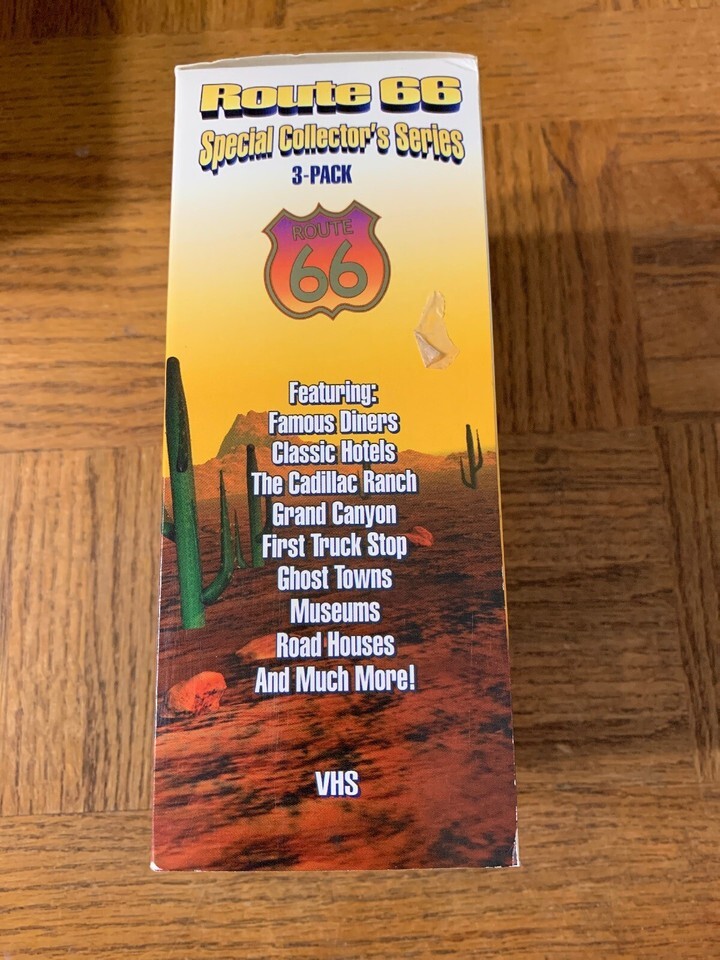 Route 66
Special Collector's Series
3-PACK
ROUTE
66
Featuring:
Famous Diners
Classic Hotels
The Cadillac Ranch
Grand Canyon
First Truck Stop
Ghost Towns
Museums
Road Houses
And Much More!
VHS